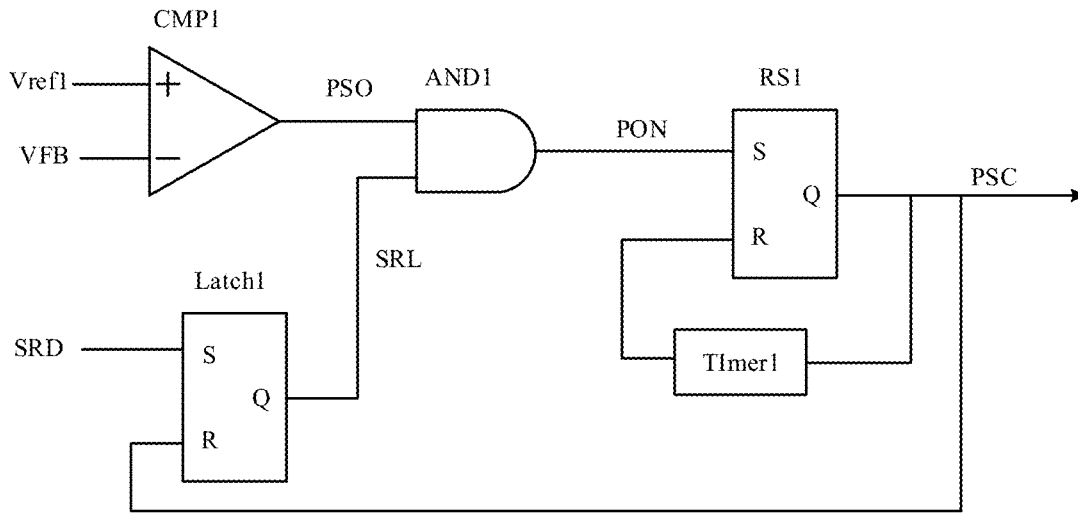 CMP1
Vref1
+
PSO
AND1
RS1
VFB
−
PON
S
PSC
Q
R
SRL
Latch1
SRD
S
TImer1
Q
R